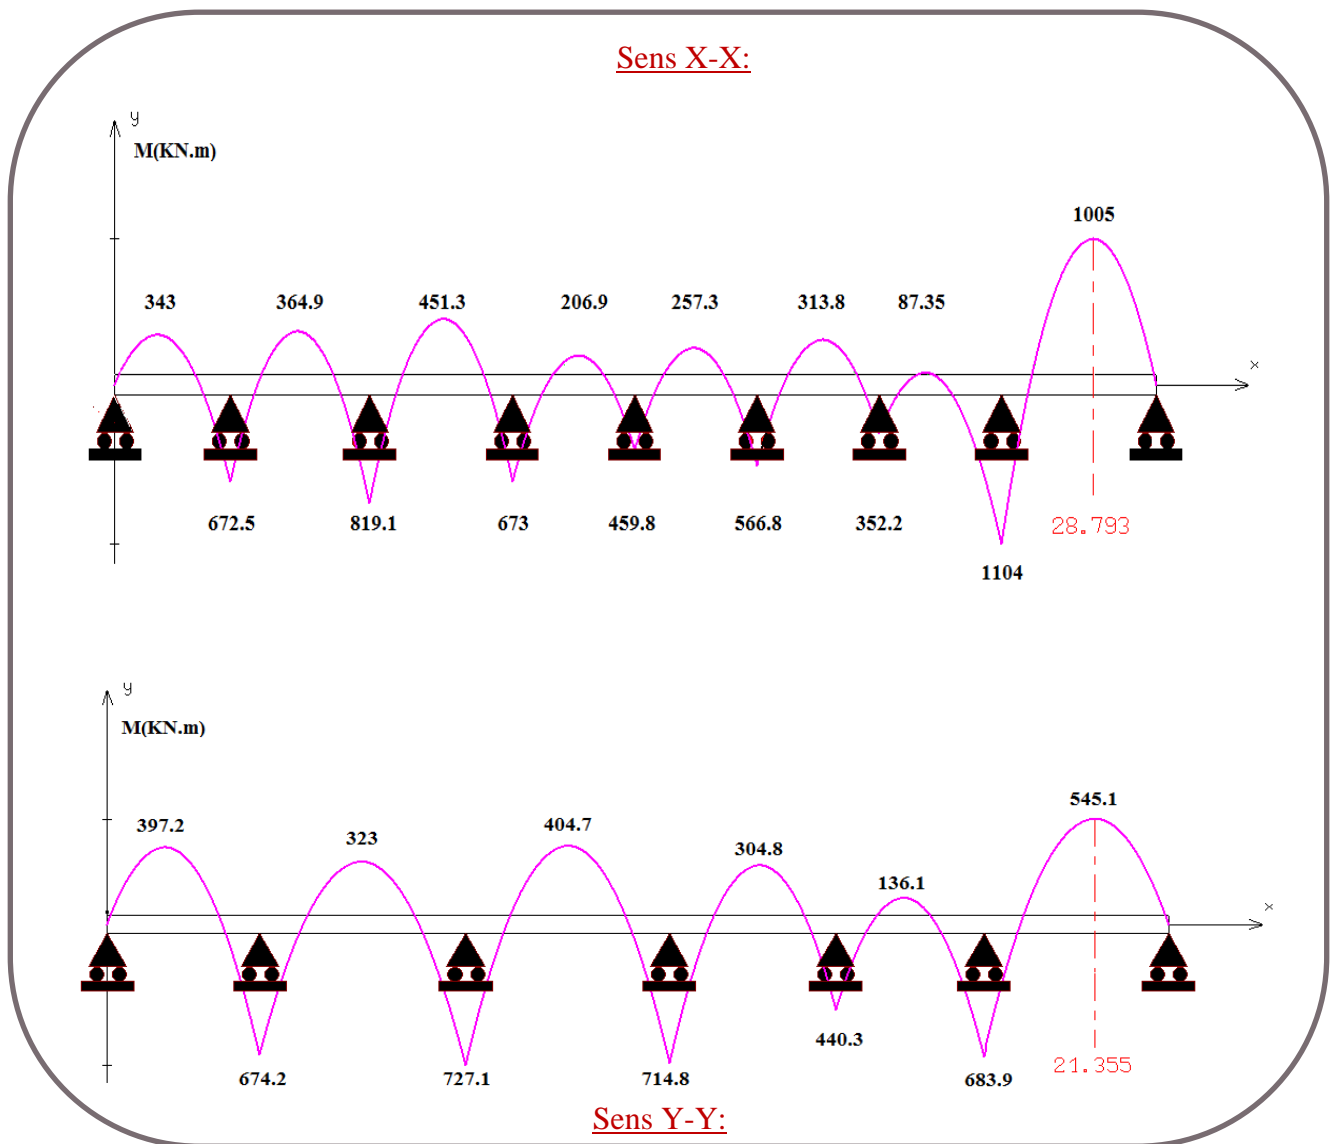 Sens X-X:
y
M(KN.m)
1005
343 364.9 451.3 206.9 257.3 313.8 87.35
x
672.5 819.1 673 459.8 566.8 352.2 28.793
1104
y
M(KN.m)
397.2 323 404.7 304.8 136.1 545.1
x
674.2 727.1 714.8 440.3 683.9 21.355
Sens Y-Y: